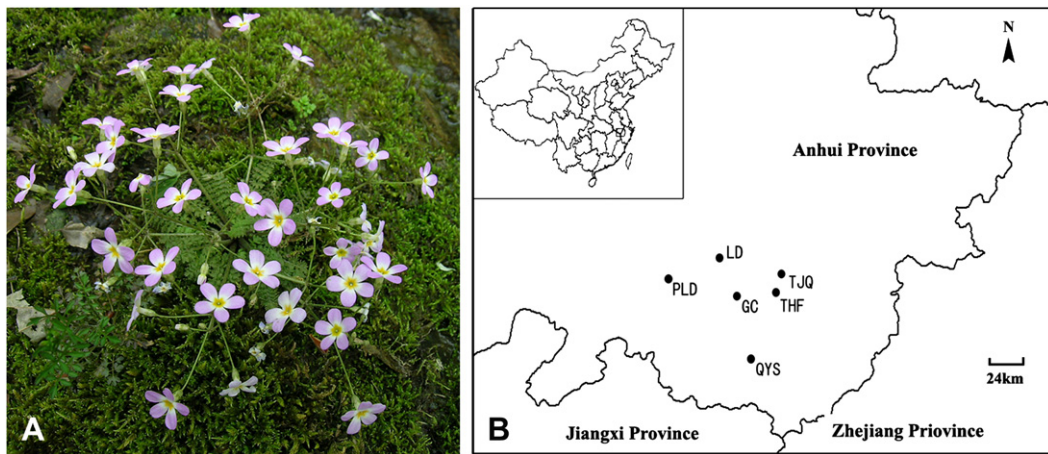 A
N
Anhui Province
LD
TJQ
PLD
GC
THF
QYS
24km
B
Jiangxi Province
Zhejiang Priovince